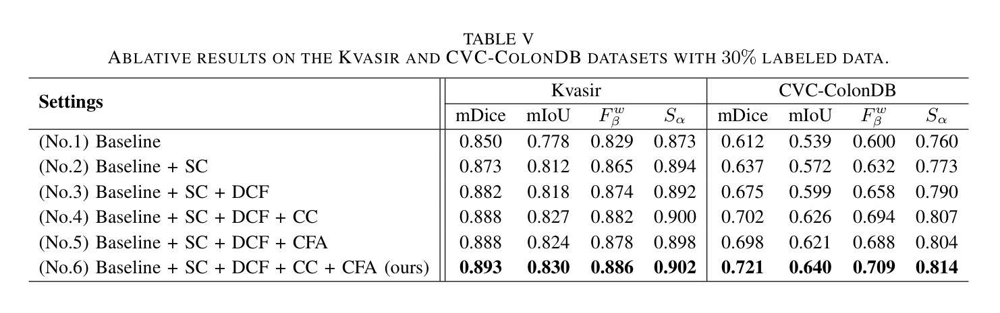 TABLE V
ABLATIVE RESULTS ON THE KVASIR AND CVC-COLONDB DATASETS WITH 30% LABELED DATA.
Settings Kvasir CVC-ColonDB
mDice mIoU $F_\beta^w$ $S_\alpha$ mDice mIoU $F_\beta^w$ $S_\alpha$
(No.1) Baseline 0.850 0.778 0.829 0.873 0.612 0.539 0.600 0.760
(No.2) Baseline + SC 0.873 0.812 0.865 0.894 0.637 0.572 0.632 0.773
(No.3) Baseline + SC + DCF 0.882 0.818 0.874 0.892 0.675 0.599 0.658 0.790
(No.4) Baseline + SC + DCF + CC 0.888 0.827 0.882 0.900 0.702 0.626 0.694 0.807
(No.5) Baseline + SC + DCF + CFA 0.888 0.824 0.878 0.898 0.698 0.621 0.688 0.804
(No.6) Baseline + SC + DCF + CC + CFA (ours) 0.893 0.830 0.886 0.902 0.721 0.640 0.709 0.814